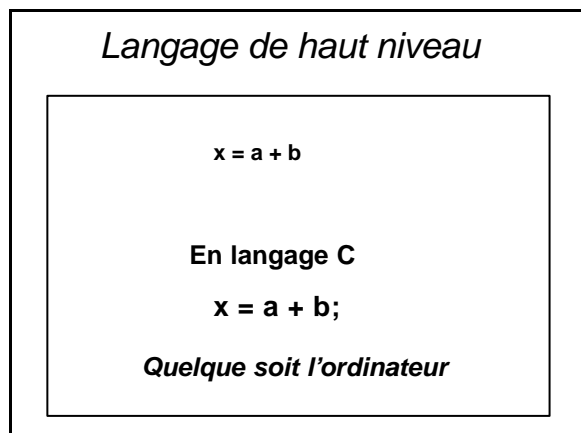 Langage de haut niveau
x = a + b
En langage C
x = a + b;
Quelque soit l'ordinateur